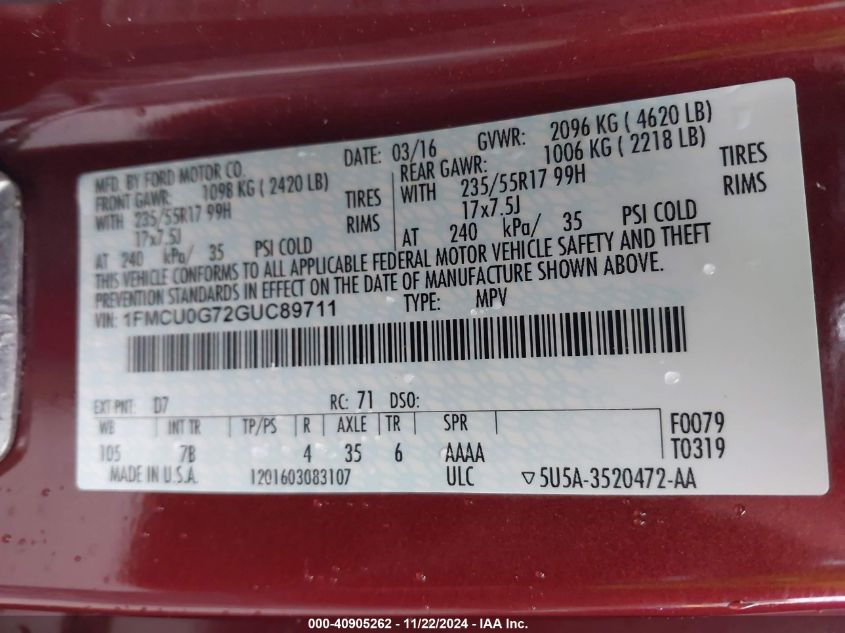 MFD. BY FORD MOTOR CO.
DATE: 03/16 GVWR: 2096 KG ( 4620 LB)
FRONT GAWR: 1098 KG ( 2420 LB)
WITH 235/55R17 99H TIRES
17x7.5J RIMS
AT 240 kPa/ 35 PSI COLD
REAR GAWR: 1006 KG ( 2218 LB)
WITH 235/55R17 99H TIRES
17x7.5J RIMS
AT 240 kPa/ 35 PSI COLD
THIS VEHICLE CONFORMS TO ALL APPLICABLE FEDERAL MOTOR VEHICLE SAFETY AND THEFT
PREVENTION STANDARDS IN EFFECT ON THE DATE OF MANUFACTURE SHOWN ABOVE.
VIN: 1FMCU0G72GUC89711 TYPE: MPV
EXT PNT: D7 RC: 71 DSO:
WB INT TR TP/PS R AXLE TR SPR
105 7B 4 35 6 AAAA
F0079
T0319
MADE IN U.S.A. 1201603083107 ULC ▽5U5A-3520472-AA
000-40905262 - 11/22/2024 - IAA Inc.